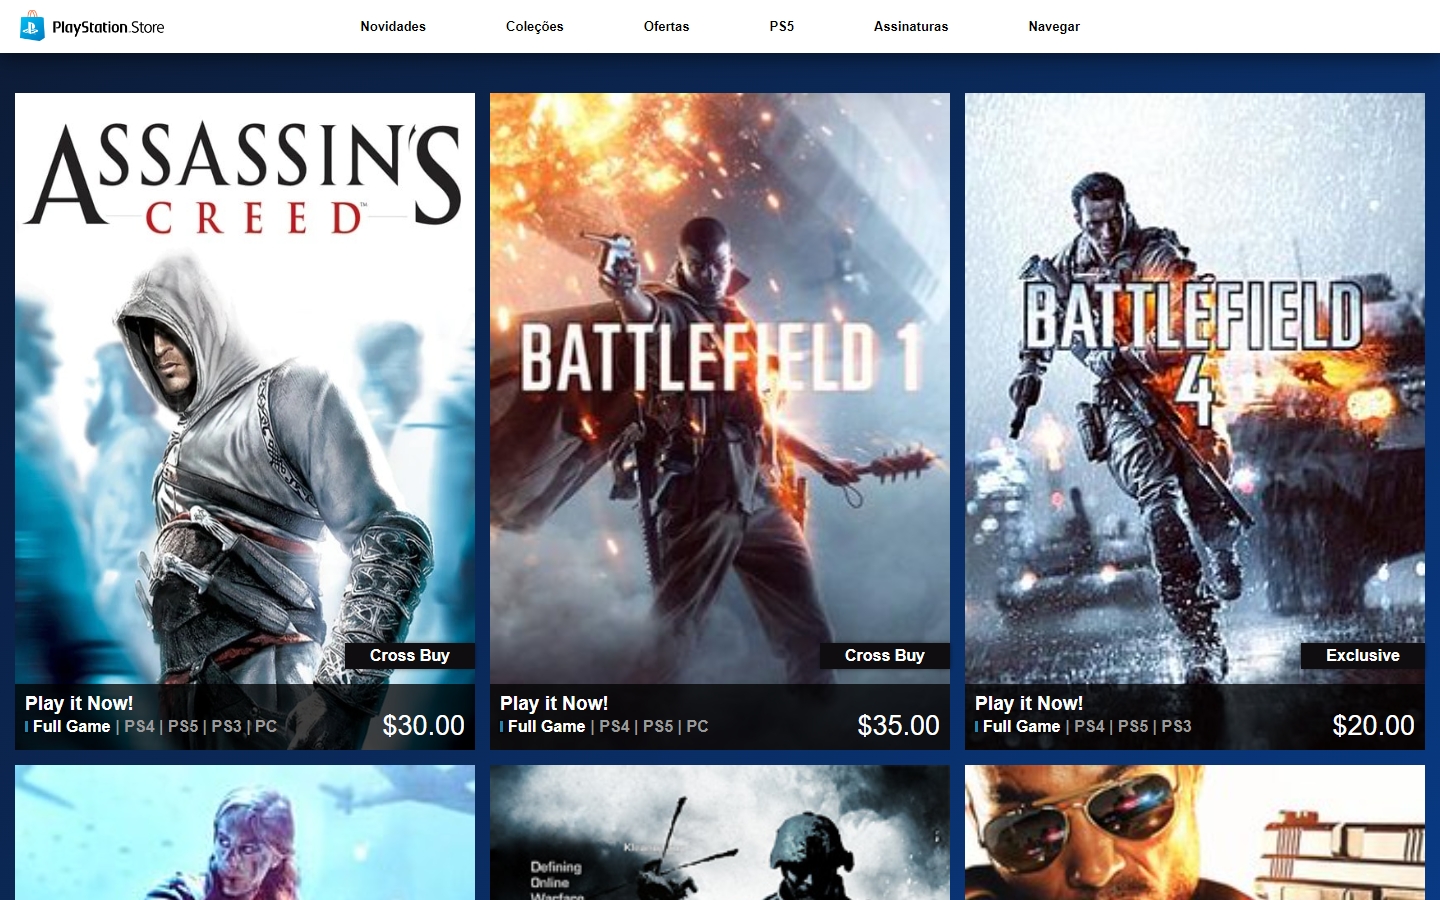 PlayStation.Store
Novidades
Coleções
Ofertas
PS5
Assinaturas
Navegar
ASSASSIN'S
CREED™
Cross Buy
Play it Now!
Full Game | PS4 | PS5 | PS3 | PC
$30.00
BATTLEFIELD 1
Cross Buy
Play it Now!
Full Game | PS4 | PS5 | PC
$35.00
BATTLEFIELD
4
Exclusive
Play it Now!
Full Game | PS4 | PS5 | PS3
$20.00
Defining
Online
Warfare